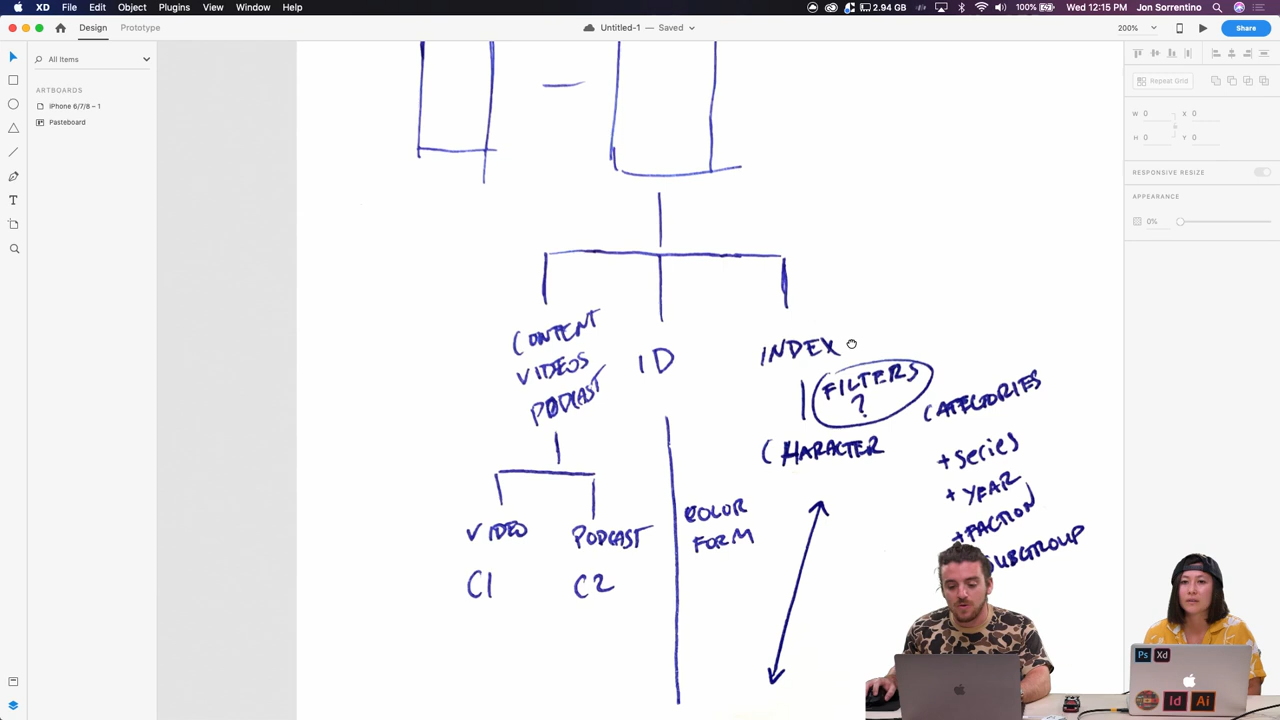 XD File Edit Object Plugins View Window Help 2.94 GB 100% Wed 12:15 PM Jon Sorrentino
Design Prototype Untitled-1 — Saved 200% Share
All Items
ARTBOARDS
iPhone 6/7/8 – 1
Pasteboard
Repeat Grid
W 0 X 0
H 0 Y 0
RESPONSIVE RESIZE
APPEARANCE
0%
CONTENT
VIDEOS
PODCAST
ID
INDEX
FILTERS
?
CHARACTER
CATEGORIES
+ SERIES
+ YEAR
+ FACTION
SUBGROUP
VIDEO
PODCAST
C1
C2
COLOR
FORM
Ps Xd
Id Ai